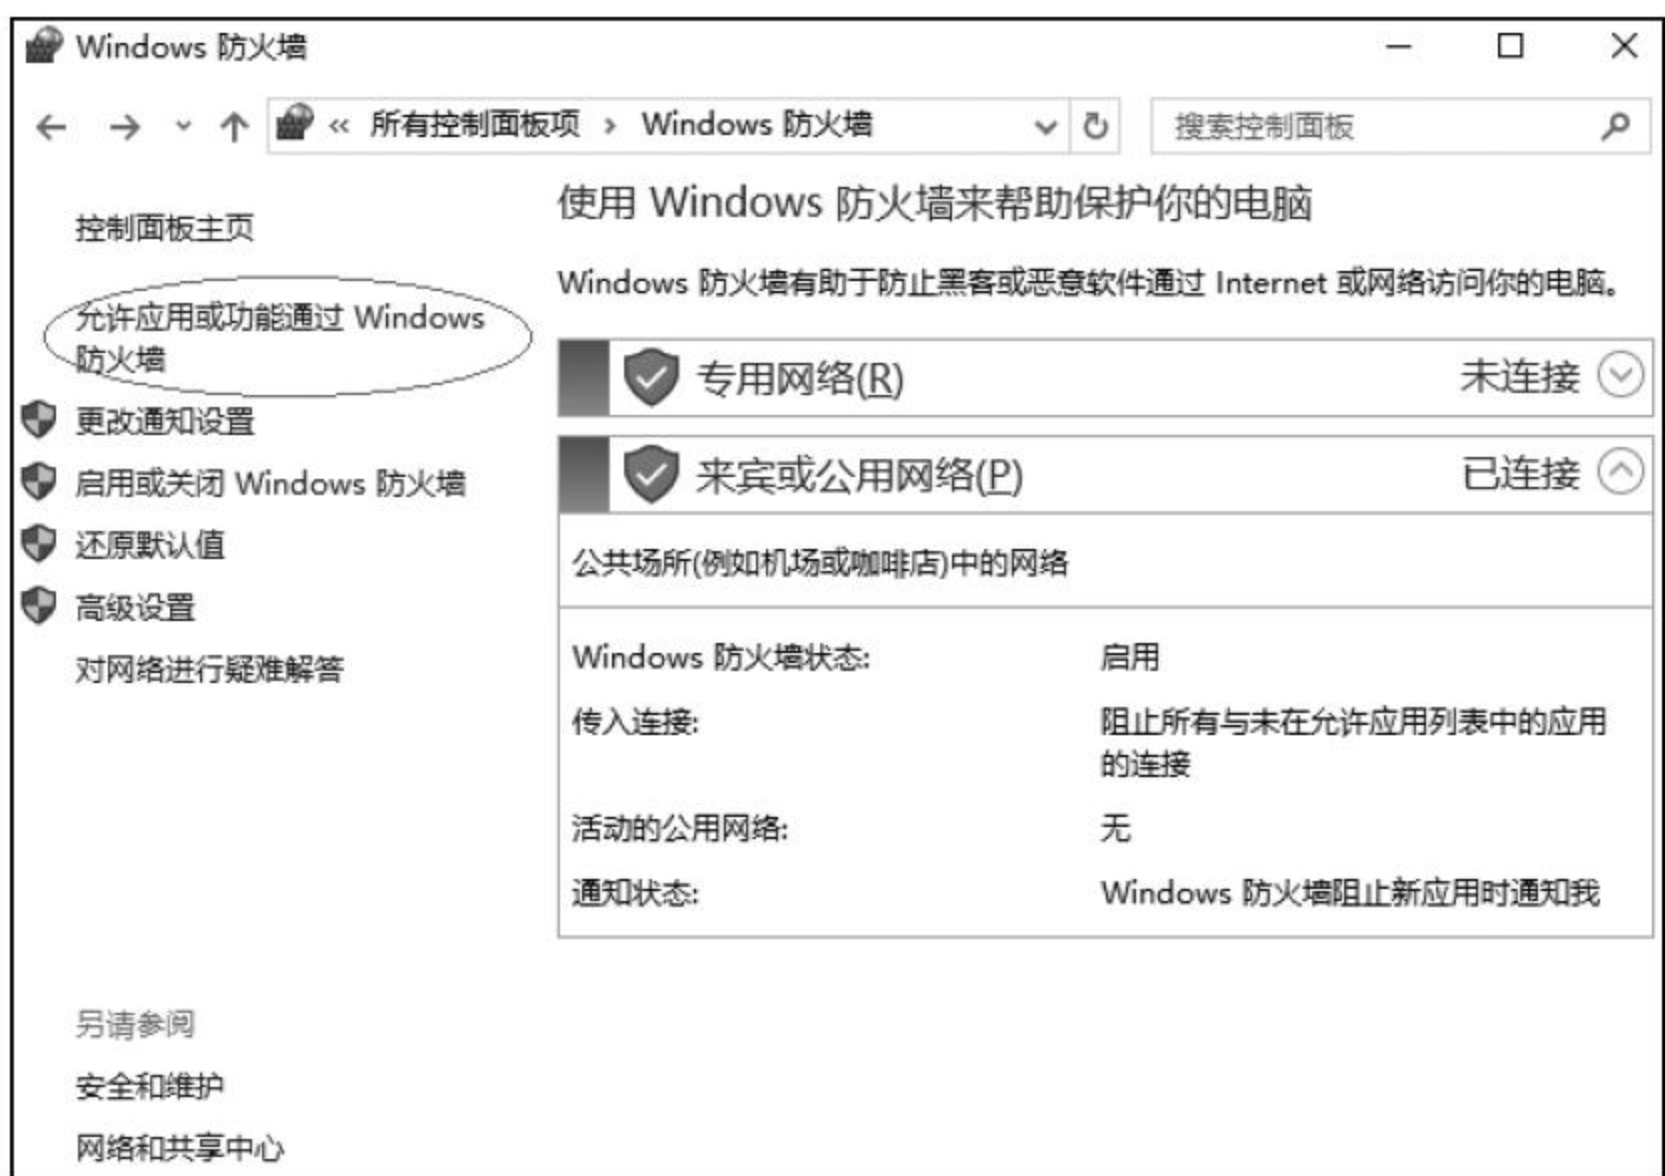 Windows 防火墙
« 所有控制面板项 › Windows 防火墙
搜索控制面板
控制面板主页
允许应用或功能通过 Windows
防火墙
更改通知设置
启用或关闭 Windows 防火墙
还原默认值
高级设置
对网络进行疑难解答
另请参阅
安全和维护
网络和共享中心
使用 Windows 防火墙来帮助保护你的电脑
Windows 防火墙有助于防止黑客或恶意软件通过 Internet 或网络访问你的电脑。
专用网络(R) 未连接
来宾或公用网络(P) 已连接
公共场所(例如机场或咖啡店)中的网络
Windows 防火墙状态: 启用
传入连接: 阻止所有与未在允许应用列表中的应用
的连接
活动的公用网络: 无
通知状态: Windows 防火墙阻止新应用时通知我